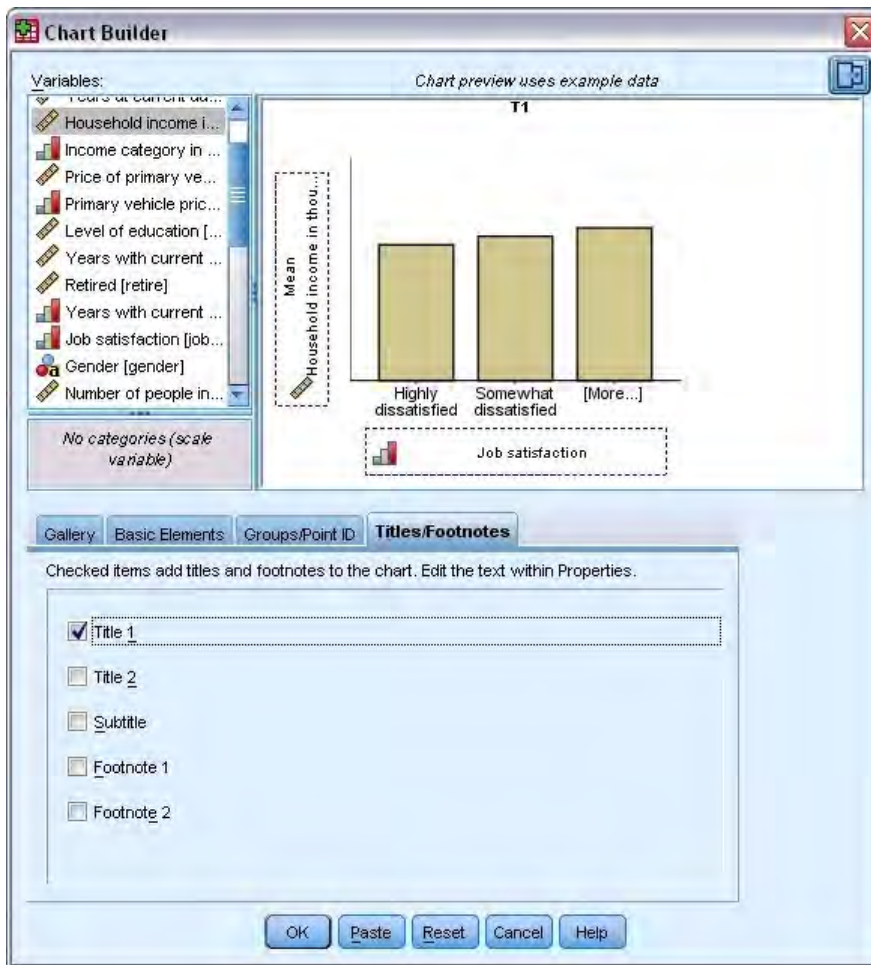 Chart Builder
Variables:
Chart preview uses example data
Household income i...
Income category in ...
Price of primary ve...
Primary vehicle pric...
Level of education [...
Years with current ...
Retired [retire]
Years with current ...
Job satisfaction [job...
Gender [gender]
Number of people in...
No categories (scale
variable)
T1
Mean
Household income in thou...
Highly
dissatisfied
Somewhat
dissatisfied
[More...]
Job satisfaction
Gallery Basic Elements Groups/Point ID Titles/Footnotes
Checked items add titles and footnotes to the chart. Edit the text within Properties.
Title 1
Title 2
Subtitle
Footnote 1
Footnote 2
OK Paste Reset Cancel Help